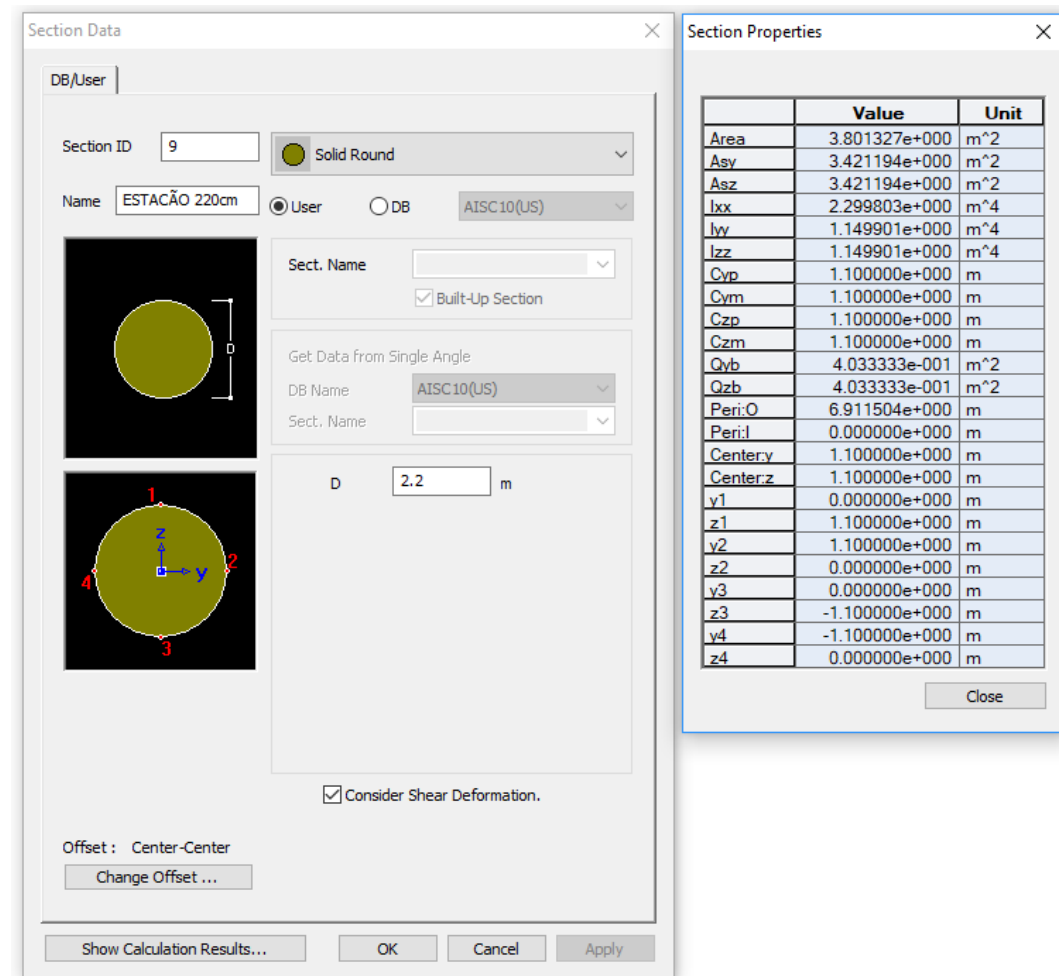 Section Data
DB/User
Section ID 9 Solid Round
Name ESTACÃO 220cm User DB AISC10(US)
Sect. Name
Built-Up Section
D
Get Data from Single Angle
DB Name AISC10(US)
Sect. Name
D 2.2 m
1
z
2
y
4
3
Consider Shear Deformation.
Offset : Center-Center
Change Offset ...
Show Calculation Results... OK Cancel Apply
Section Properties
Value Unit
Area 3.801327e+000 m^2
Asy 3.421194e+000 m^2
Asz 3.421194e+000 m^2
Ixx 2.299803e+000 m^4
Iyy 1.149901e+000 m^4
Izz 1.149901e+000 m^4
Cyp 1.100000e+000 m
Cym 1.100000e+000 m
Czp 1.100000e+000 m
Czm 1.100000e+000 m
Qyb 4.033333e-001 m^2
Qzb 4.033333e-001 m^2
Peri:O 6.911504e+000 m
Peri:I 0.000000e+000 m
Center:y 1.100000e+000 m
Center:z 1.100000e+000 m
y1 0.000000e+000 m
z1 1.100000e+000 m
y2 1.100000e+000 m
z2 0.000000e+000 m
y3 0.000000e+000 m
z3 -1.100000e+000 m
y4 -1.100000e+000 m
z4 0.000000e+000 m
Close